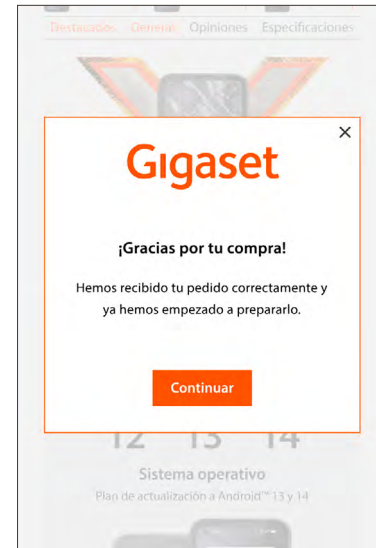 Destacados General Opiniones Especificaciones
Gigaset
¡Gracias por tu compra!
Hemos recibido tu pedido correctamente y
ya hemos empezado a prepararlo.
Continuar
12 13 14
Sistema operativo
Plan de actualización a Android™ 13 y 14